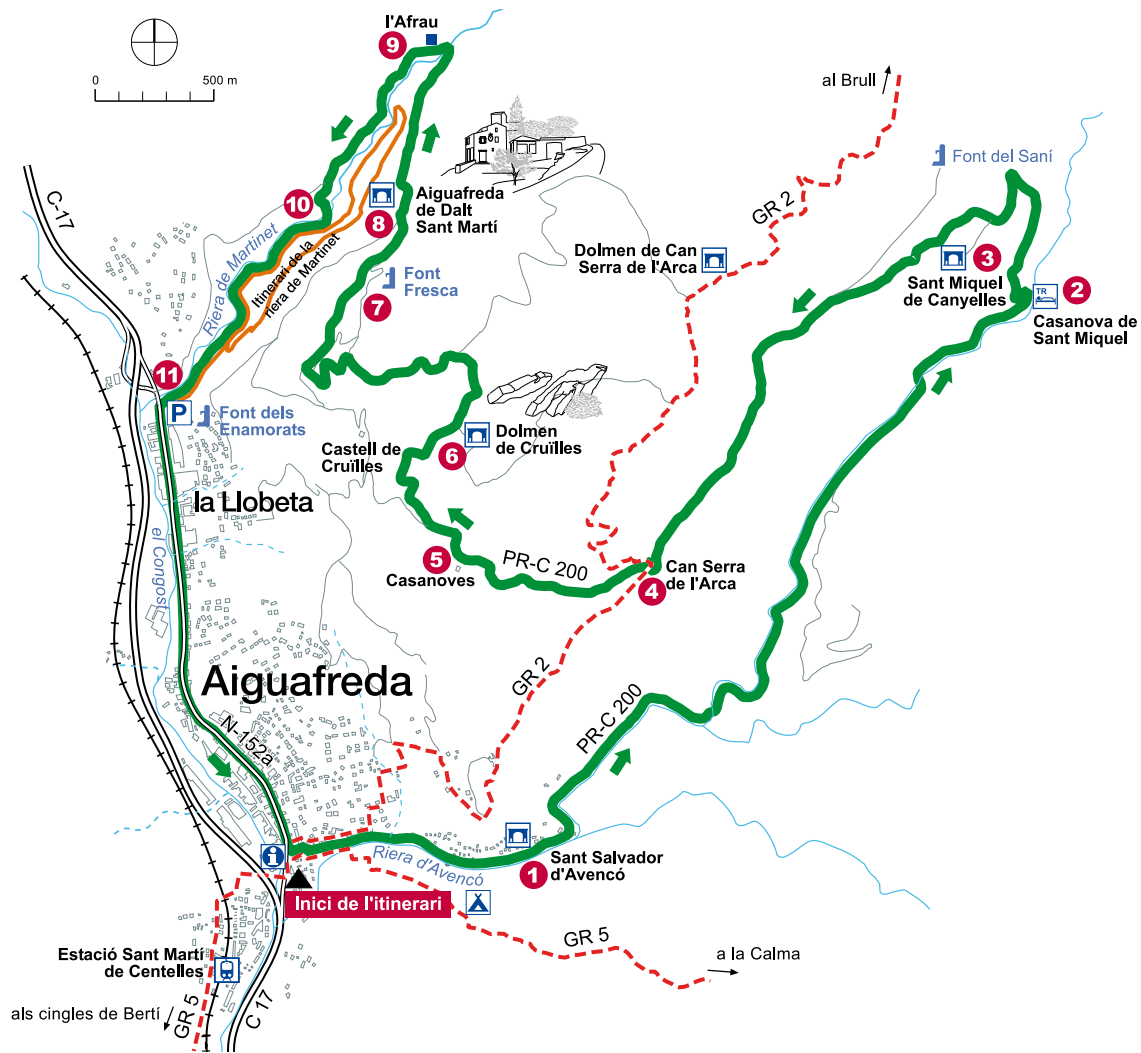 l'Afrau
9
0
500 m
al Brull
C-17
Font del Saní
GR 2
10
8
Aiguafreda
de Dalt
Sant Martí
Riera de Martinet
Itinerari de la
riera de Martinet
Dolmen de Can
Serra de l'Arca
3
Sant Miquel
de Canyelles
Font
Fresca
7
TR
2
Casanova de
Sant Miquel
11
P
Font dels
Enamorats
Castell de
Cruïlles
6
Dolmen
de Cruïlles
la Llobeta
el Congost
5
Casanoves
PR-C 200
4
Can Serra
de l'Arca
GR 2
Aiguafreda
N-152a
PR-C 200
i
Riera d'Avencó
1
Sant Salvador
d'Avencó
Inici de l'itinerari
GR 5
a la Calma
Estació Sant Martí
de Centelles
als cingles de Bertí
GR 5
C 17